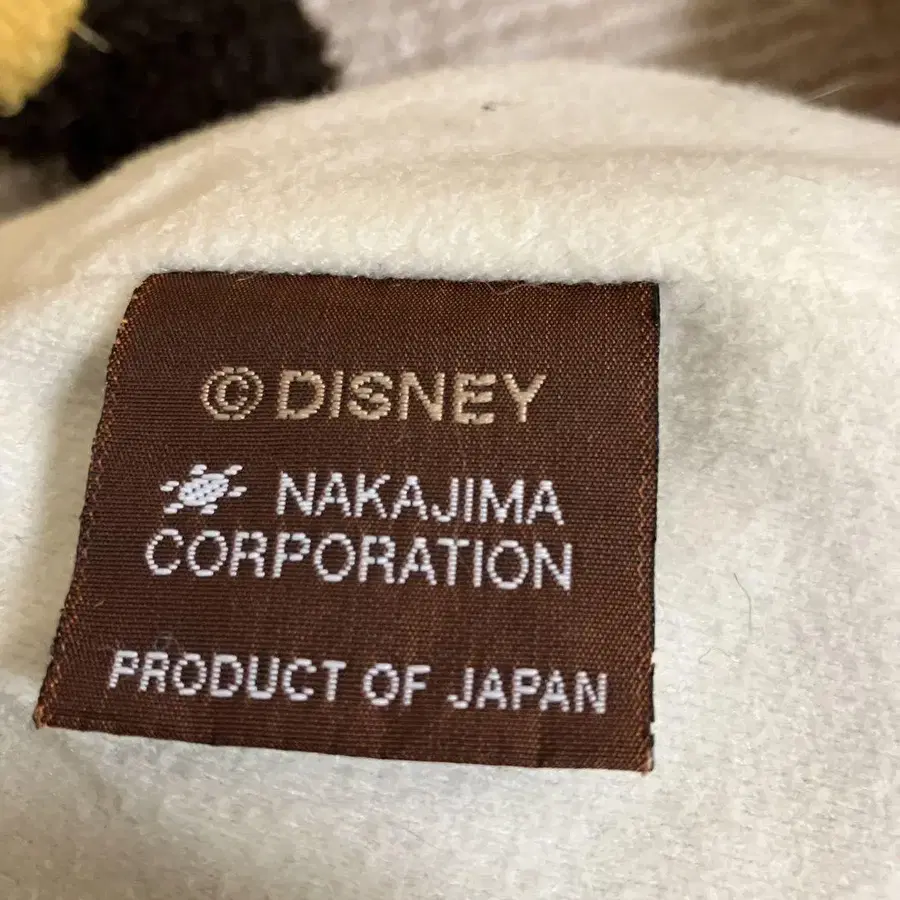 © DISNEY
NAKAJIMA
CORPORATION
PRODUCT OF JAPAN